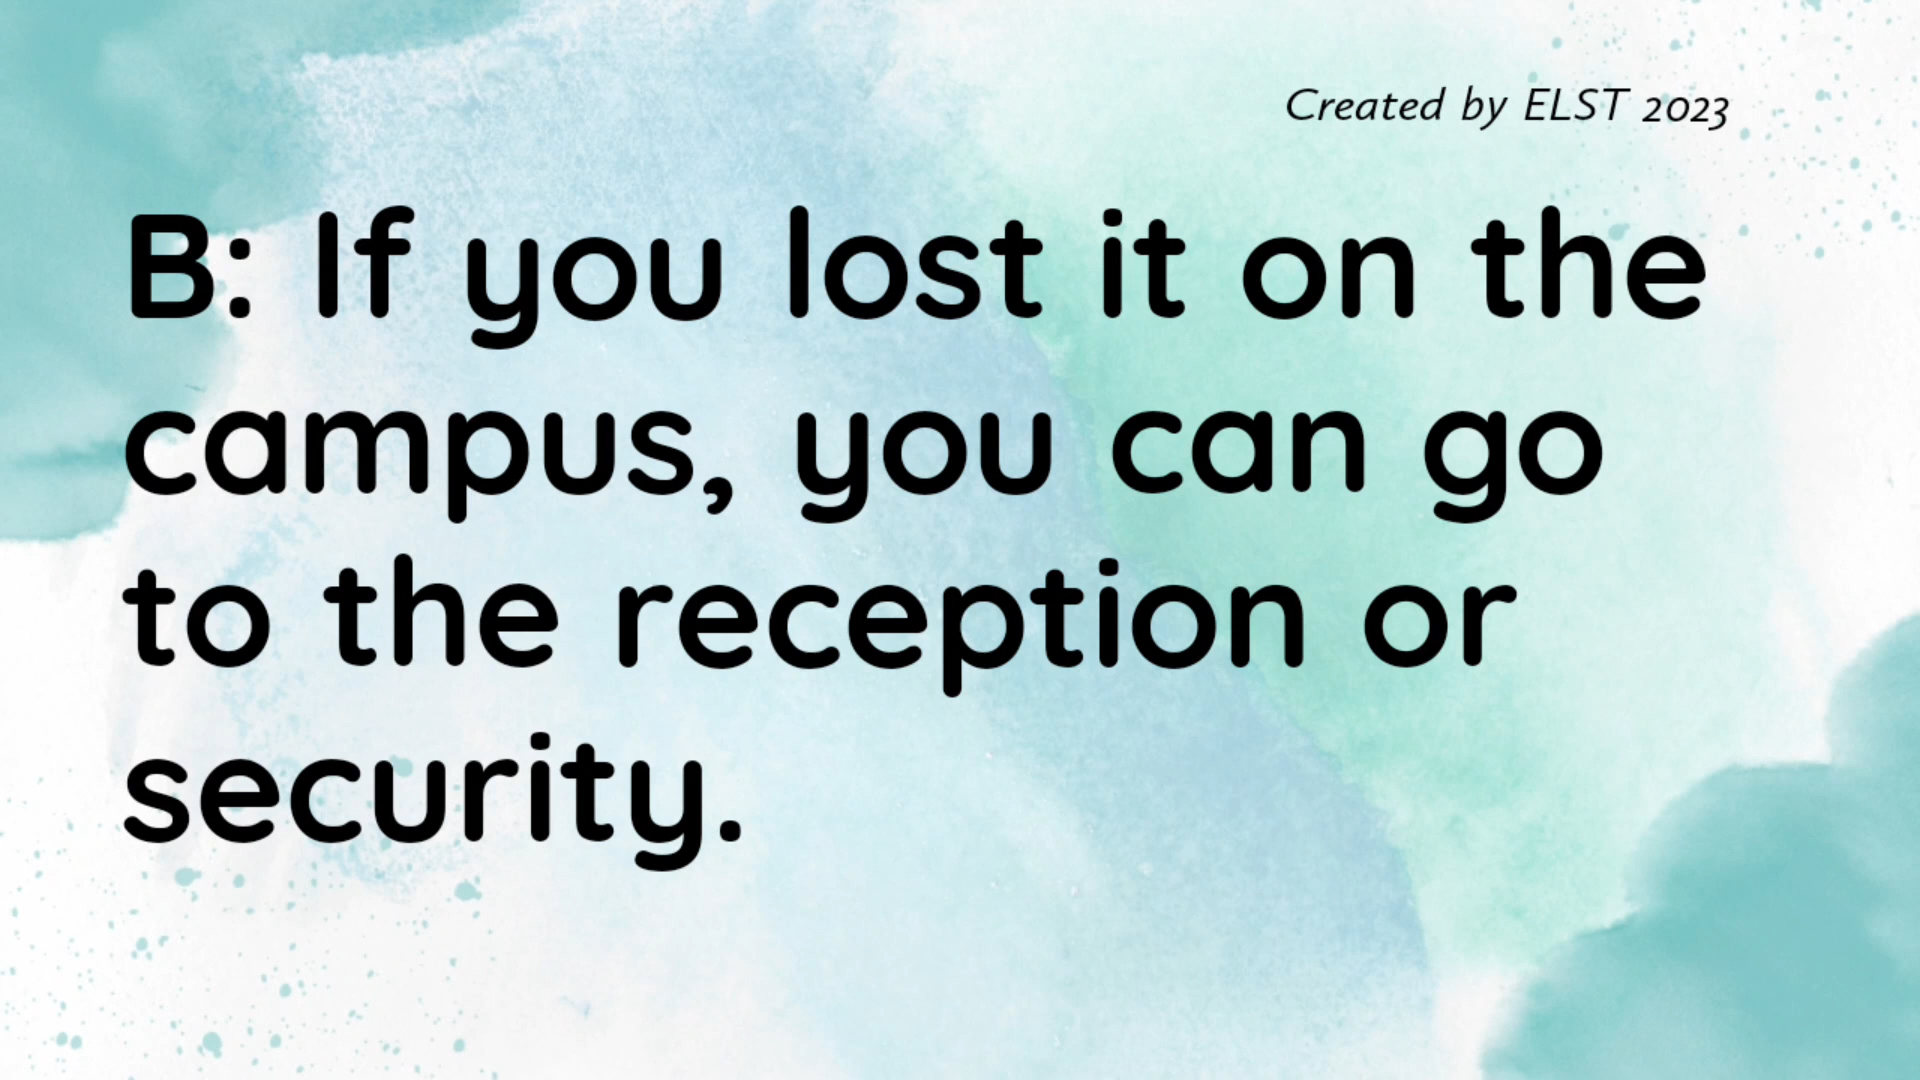 Created by ELST 2023
B: If you lost it on the
campus, you can go
to the reception or
security.